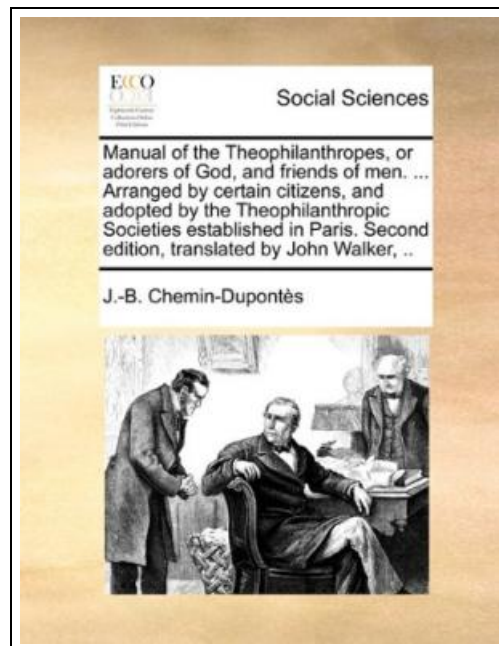 ECCO
Social Sciences
Manual of the Theophilanthropes, or
adorers of God, and friends of men. ...
Arranged by certain citizens, and
adopted by the Theophilanthropic
Societies established in Paris. Second
edition, translated by John Walker, ..
J.-B. Chemin-Dupontès